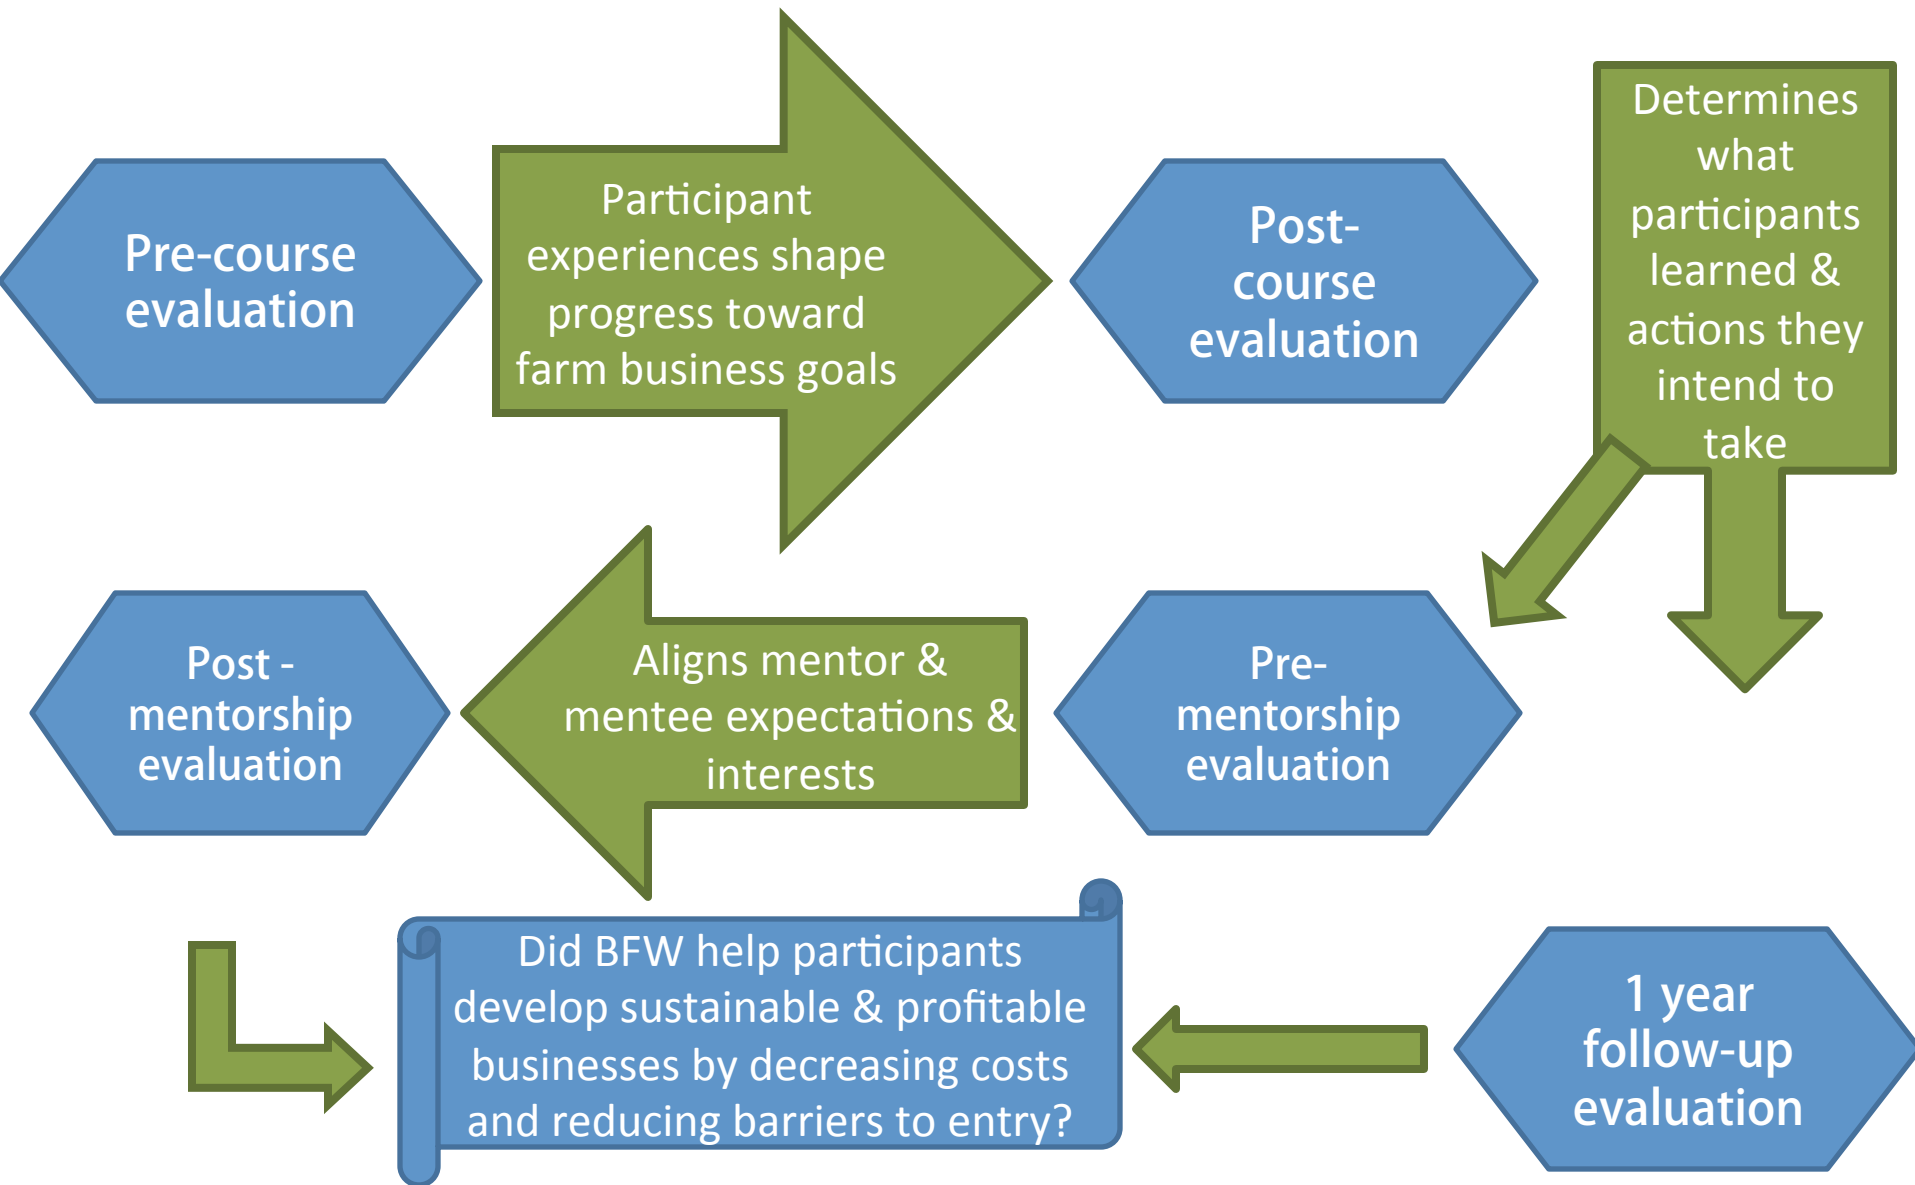 Pre-course
evaluation
Participant
experiences shape
progress toward
farm business goals
Post-
course
evaluation
Determines
what
participants
learned &
actions they
intend to
take
Post -
mentorship
evaluation
Aligns mentor &
mentee expectations &
interests
Pre-
mentorship
evaluation
Did BFW help participants
develop sustainable & profitable
businesses by decreasing costs
and reducing barriers to entry?
1 year
follow-up
evaluation